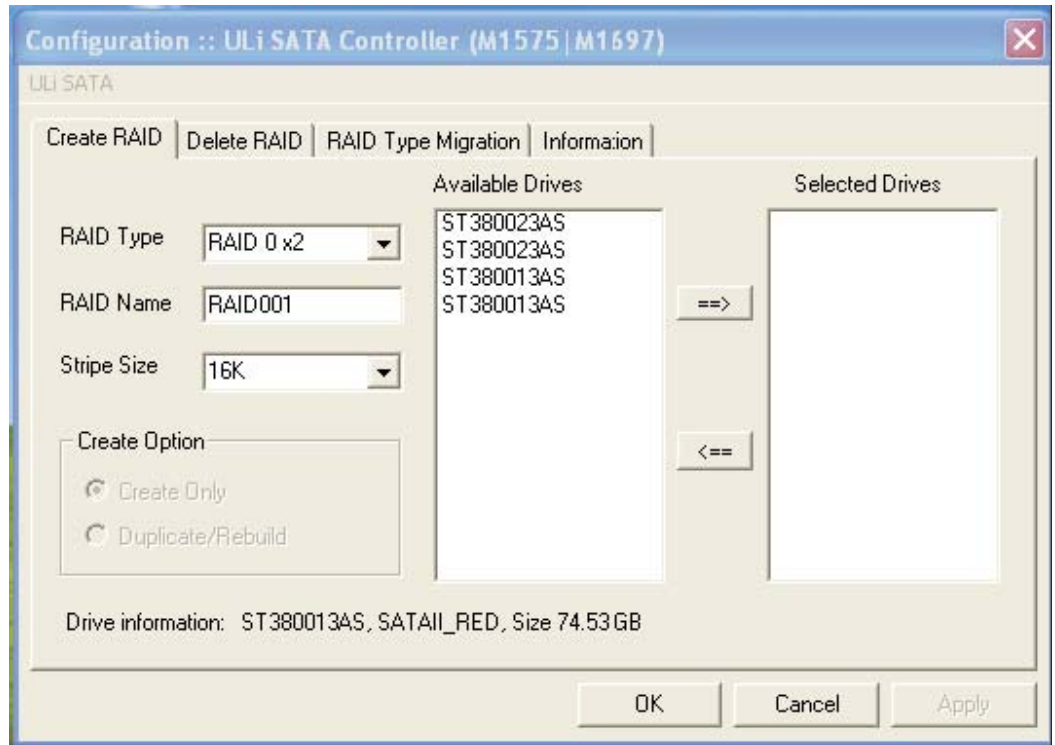 Configuration :: ULi SATA Controller (M1575|M1697)
ULi SATA
Create RAID
Delete RAID
RAID Type Migration
Information
Available Drives
Selected Drives
RAID Type
RAID 0 x2
RAID Name
RAID001
Stripe Size
16K
ST380023AS
ST380023AS
ST380013AS
ST380013AS
==>
<==
Create Option
Create Only
Duplicate/Rebuild
Drive information: ST380013AS, SATAII_RED, Size 74.53GB
OK
Cancel
Apply